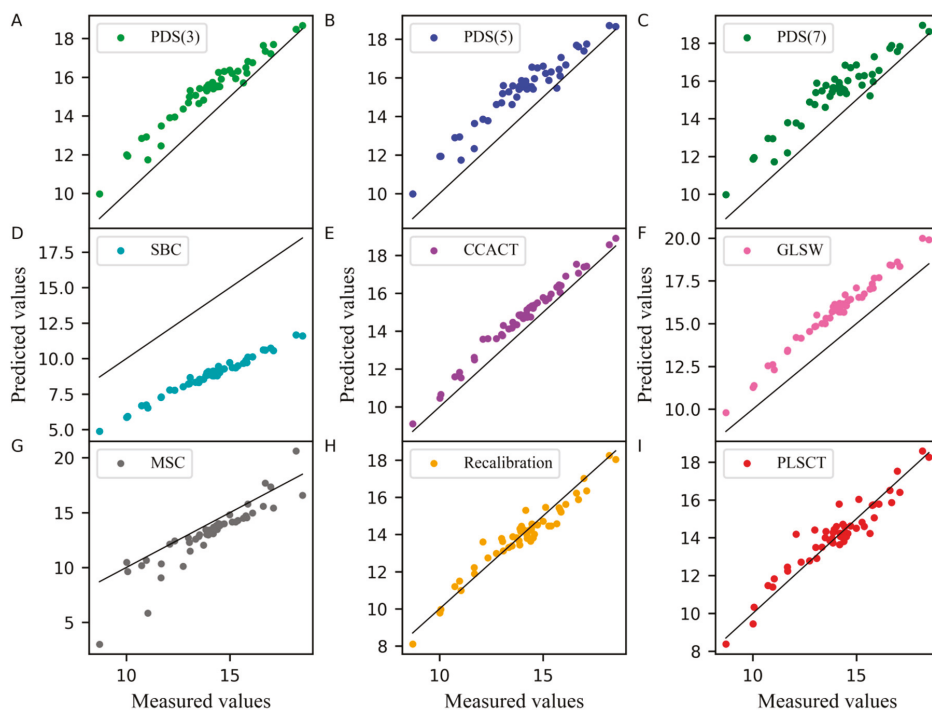 A
PDS(3)
18
16
14
12
10
B
PDS(5)
18
16
14
12
10
C
PDS(7)
18
16
14
12
10
D
SBC
17.5
15.0
12.5
10.0
7.5
5.0
Predicted values
E
CCACT
18
16
14
12
10
Predicted values
F
GLSW
20.0
17.5
15.0
12.5
10.0
Predicted values
G
MSC
20
15
10
5
10
15
Measured values
H
Recalibration
18
16
14
12
10
8
10
15
Measured values
I
PLSCT
18
16
14
12
10
8
10
15
Measured values